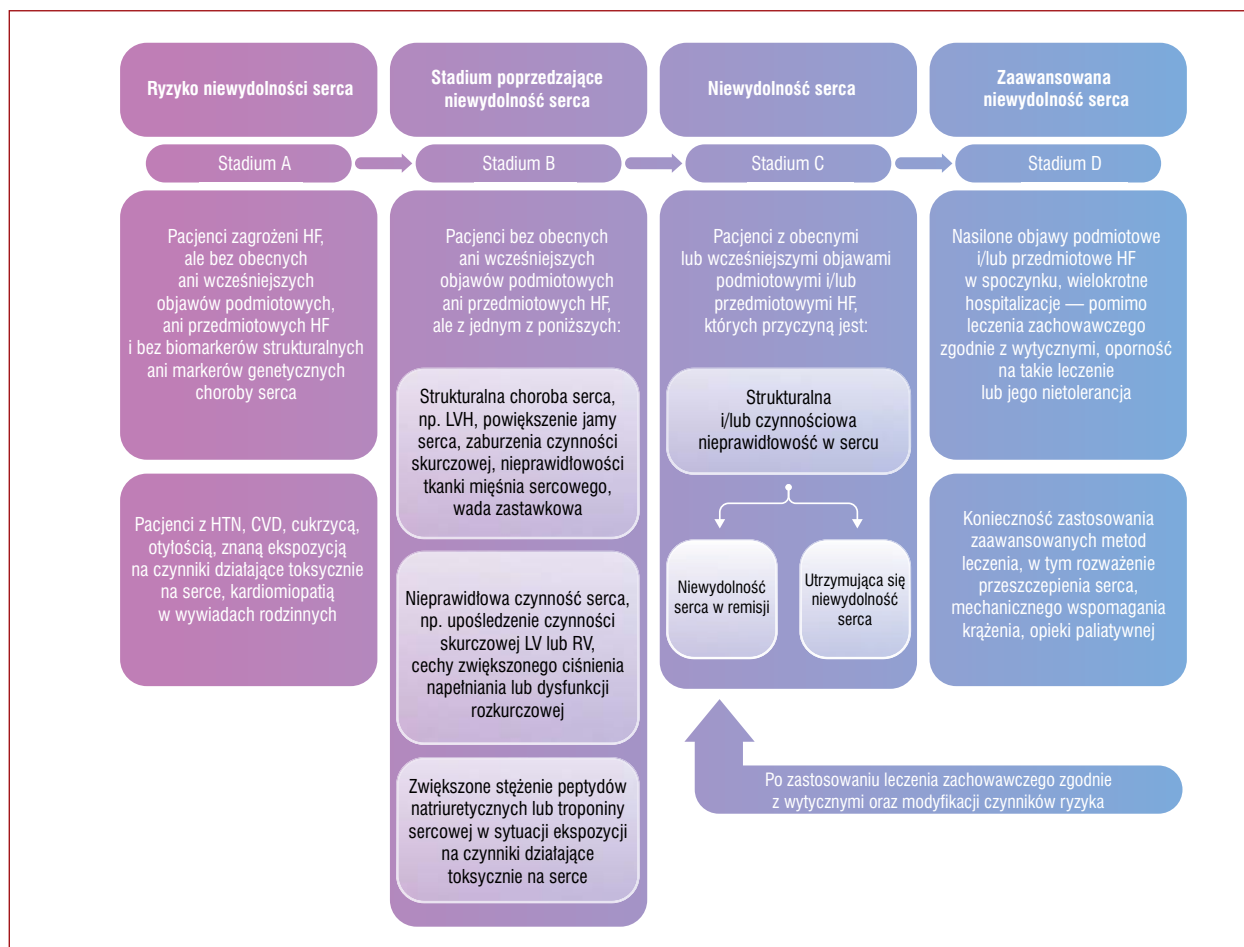 Ryzyko niewydolności serca
Stadium A
Pacjenci zagrożeni HF,
ale bez obecnych
ani wcześniejszych
objawów podmiotowych,
ani przedmiotowych HF
i bez biomarkerów strukturalnych
ani markerów genetycznych
choroby serca
Pacjenci z HTN, CVD, cukrzycą,
otyłością, znaną ekspozycją
na czynniki działające toksycznie
na serce, kardiomiopatią
w wywiadach rodzinnych
Stadium poprzedzające
niewydolność serca
Stadium B
Pacjenci bez obecnych
ani wcześniejszych
objawów podmiotowych
ani przedmiotowych HF,
ale z jednym z poniższych:
Strukturalna choroba serca,
np. LVH, powiększenie jamy
serca, zaburzenia czynności
skurczowej, nieprawidłowości
tkanki mięśnia sercowego,
wada zastawkowa
Nieprawidłowa czynność serca,
np. upośledzenie czynności
skurczowej LV lub RV,
cechy zwiększonego ciśnienia
napełniania lub dysfunkcji
rozkurczowej
Zwiększone stężenie peptydów
natriuretycznych lub troponiny
sercowej w sytuacji ekspozycji
na czynniki działające
toksycznie na serce
Niewydolność serca
Stadium C
Pacjenci z obecnymi
lub wcześniejszymi objawami
podmiotowymi i/lub
przedmiotowymi HF,
których przyczyną jest:
Strukturalna
i/lub czynnościowa
nieprawidłowość w sercu
Niewydolność
serca w remisji
Utrzymująca się
niewydolność
serca
Zaawansowana
niewydolność serca
Stadium D
Nasilone objawy podmiotowe
i/lub przedmiotowe HF
w spoczynku, wielokrotne
hospitalizacje — pomimo
leczenia zachowawczego
zgodnie z wytycznymi, oporność
na takie leczenie
lub jego nietolerancja
Konieczność zastosowania
zaawansowanych metod
leczenia, w tym rozważenie
przeszczepienia serca,
mechanicznego wspomagania
krążenia, opieki paliatywnej
Po zastosowaniu leczenia zachowawczego zgodnie
z wytycznymi oraz modyfikacji czynników ryzyka